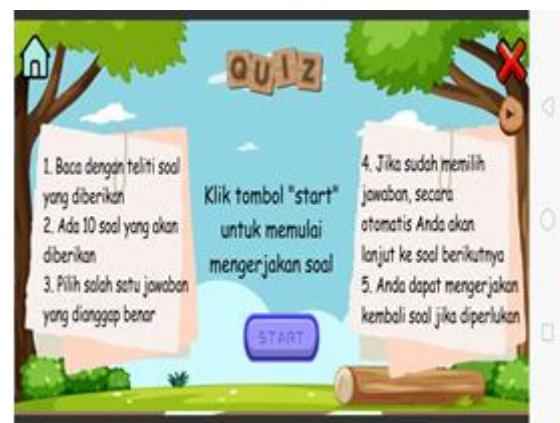 QUIZ
1. Baca dengan teliti soal
yang diberikan
2. Ada 10 soal yang akan
diberikan
3. Pilih salah satu jawaban
yang dianggap benar
Klik tombol "start"
untuk memulai
mengerjakan soal
START
4. Jika sudah memilih
jawaban, secara
otomatis Anda akan
lanjut ke soal berikutnya
5. Anda dapat mengerjakan
kembali soal jika diperlukan